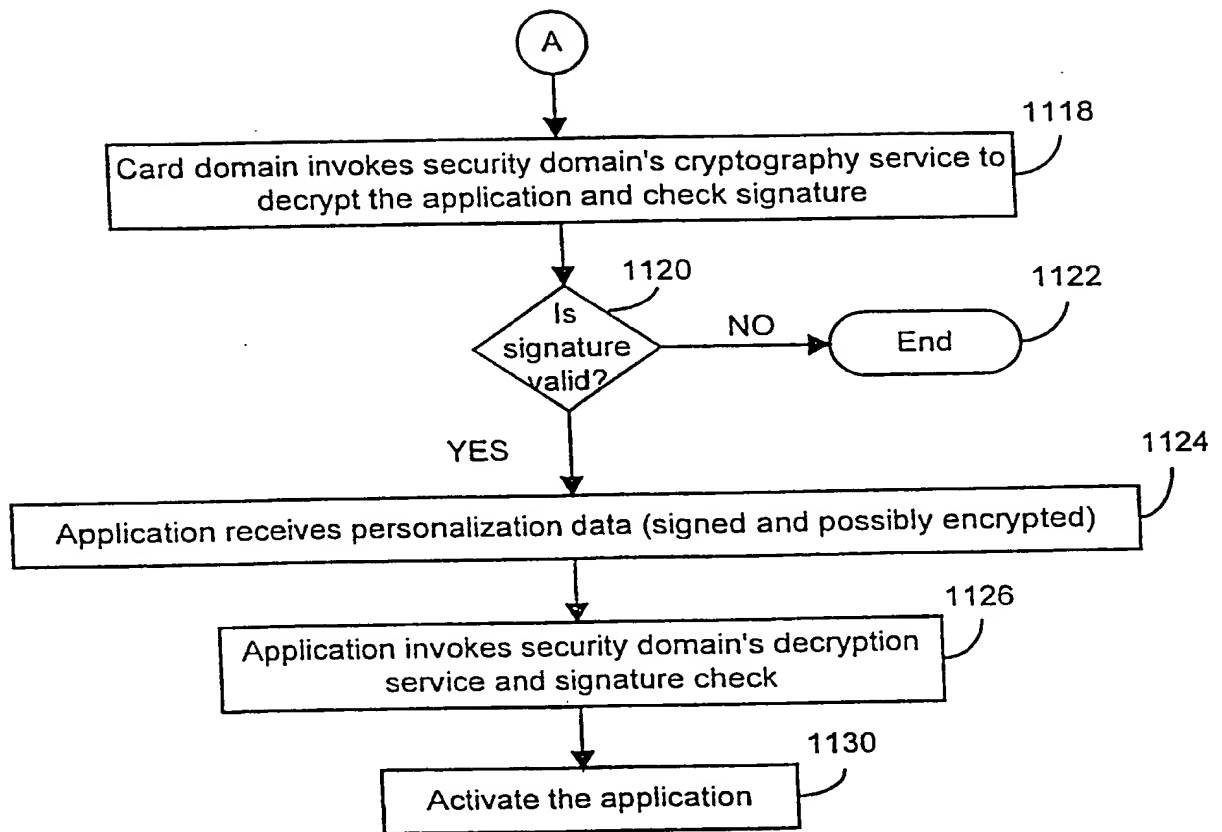 A
1118
Card domain invokes security domain's cryptography service to
decrypt the application and check signature
1120
1122
Is
signature
valid?
NO
End
YES
1124
Application receives personalization data (signed and possibly encrypted)
1126
Application invokes security domain's decryption
service and signature check
1130
Activate the application